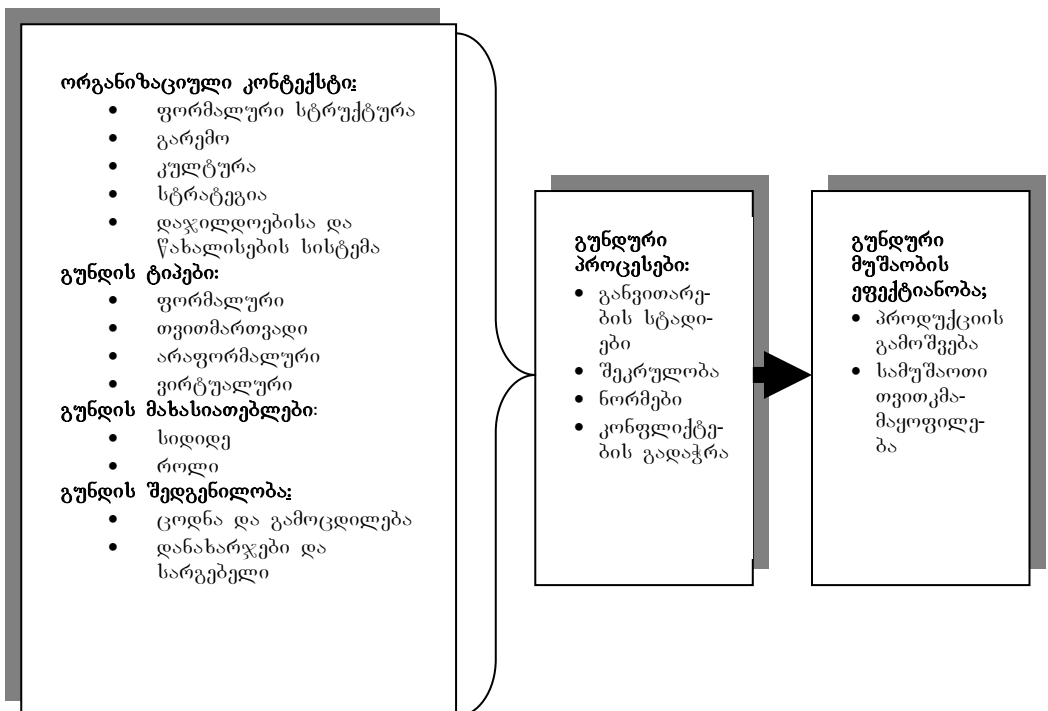 ორგანიზაციული კონტექსტი:
• ფორმალური სტრუქტურა
• გარემო
• კულტურა
• სტრატეგია
• დაჯილდოებისა და
წახალისების სისტემა
გუნდის ტიპები:
• ფორმალური
• თვითმართვადი
• არაფორმალური
• ვირტუალური
გუნდის მახასიათებლები:
• სიდიდე
• როლი
გუნდის შედგენილობა:
• ცოდნა და გამოცდილება
• დანახარჯები და
სარგებელი
გუნდური
პროცესები:
• განვითარე-
ბის სტადი-
ები
• შეკრულობა
• ნორმები
• კონფლიქტე-
ბის გადაჭრა
გუნდური
მუშაობის
ეფექტიანობა;
• პროდუქციის
გამოშვება
• სამუშაოთი
თვითკმა-
მაყოფილე-
ბა